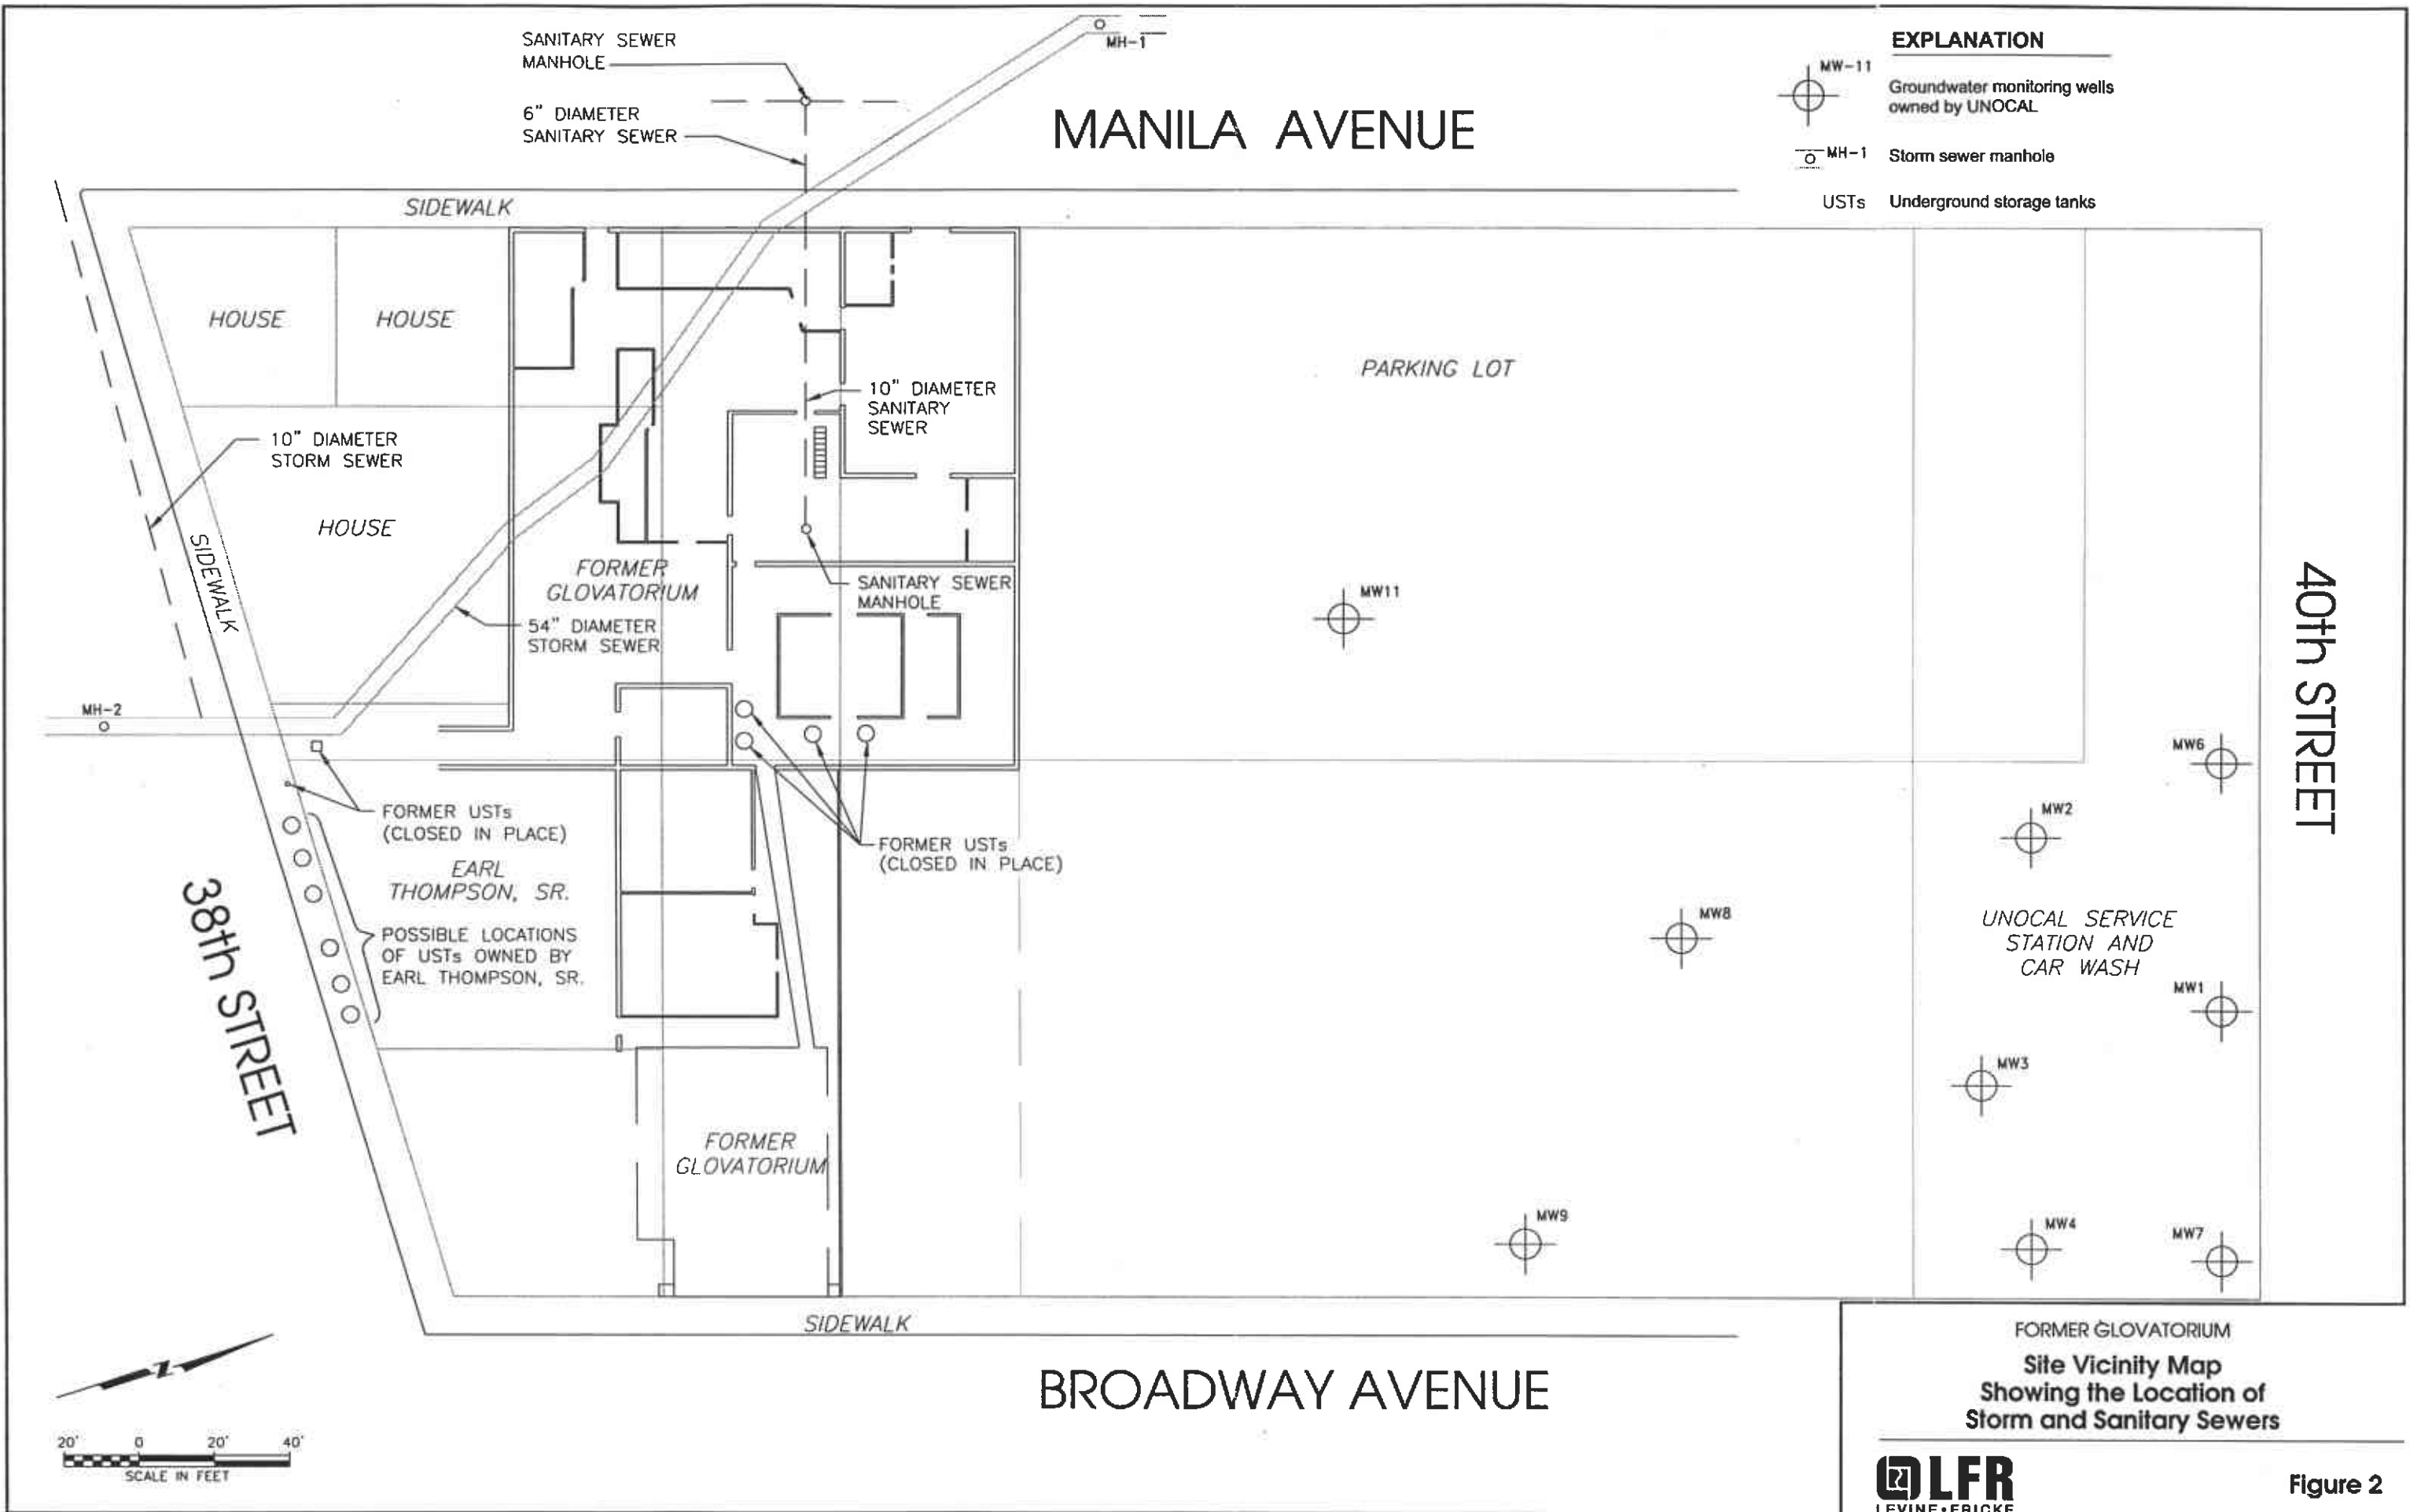 SANITARY SEWER
MANHOLE
6" DIAMETER
SANITARY SEWER
MH-1
MANILA AVENUE
EXPLANATION
MW-11
Groundwater monitoring wells
owned by UNOCAL
MH-1 Storm sewer manhole
USTs Underground storage tanks
SIDEWALK
HOUSE
HOUSE
PARKING LOT
10" DIAMETER
SANITARY
SEWER
10" DIAMETER
STORM SEWER
HOUSE
SIDEWALK
FORMER
GLOVATORIUM
SANITARY SEWER
MANHOLE
54" DIAMETER
STORM SEWER
MW11
40th STREET
MH-2
MW6
MW2
FORMER USTs
(CLOSED IN PLACE)
FORMER USTs
(CLOSED IN PLACE)
EARL
THOMPSON, SR.
38th STREET
POSSIBLE LOCATIONS
OF USTs OWNED BY
EARL THOMPSON, SR.
MW8
UNOCAL SERVICE
STATION AND
CAR WASH
MW1
MW3
FORMER
GLOVATORIUM
MW9
MW4
MW7
SIDEWALK
BROADWAY AVENUE
Z
20' 0 20' 40'
SCALE IN FEET
FORMER GLOVATORIUM
Site Vicinity Map
Showing the Location of
Storm and Sanitary Sewers
LFR
LEVINE•FRICKE
Figure 2